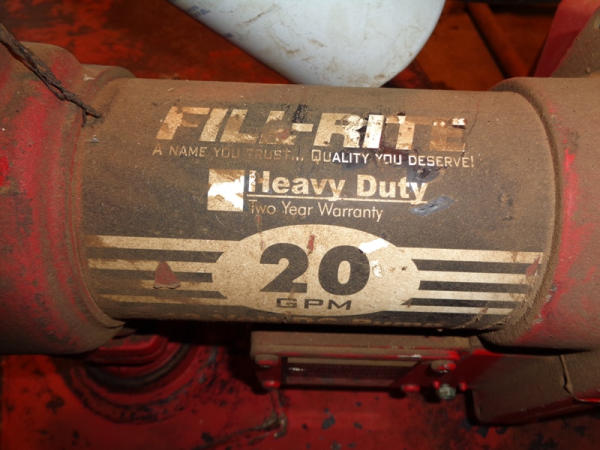 FILL-RITE
A NAME YOU TRUST... QUALITY YOU DESERVE!
Heavy Duty
Two Year Warranty
20
GPM